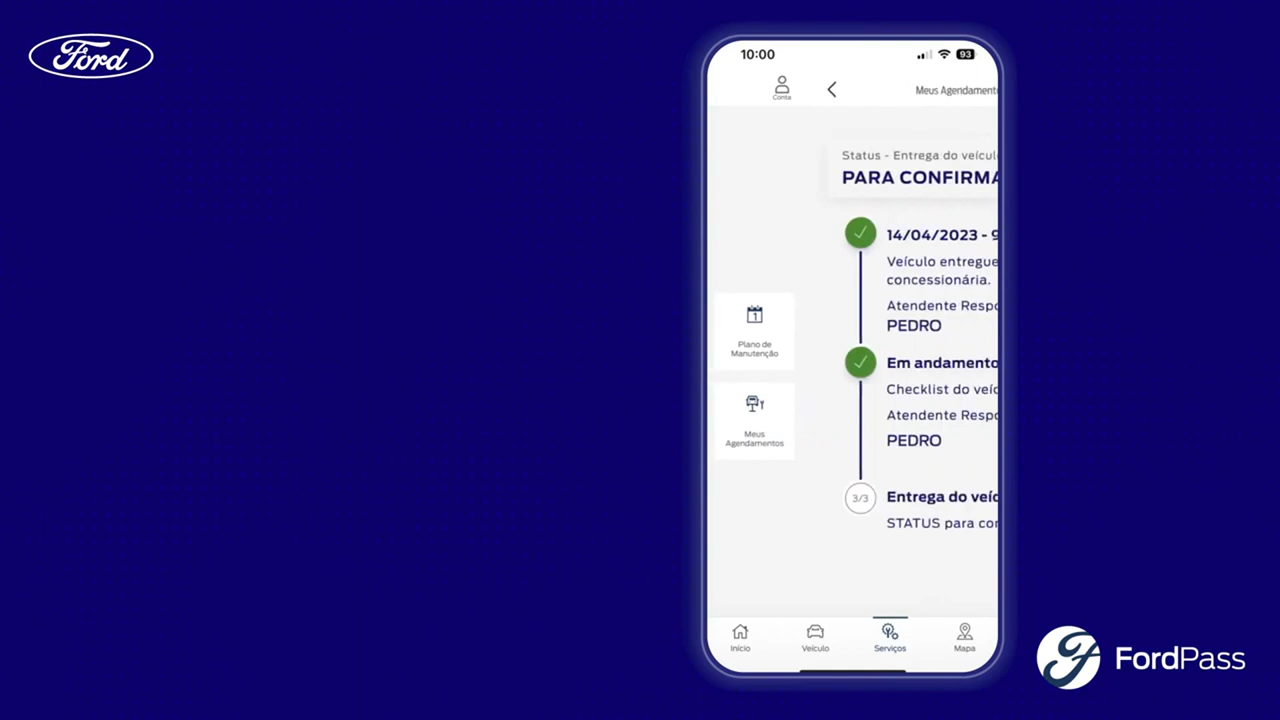 Ford
10:00
93
Conta
Meus Agendament
Status - Entrega do veícul
PARA CONFIRMA
14/04/2023 - 9
Veículo entregue
concessionária.
Atendente Respo
PEDRO
1
Plano de
Manutenção
Em andamento
Checklist do veíc
Atendente Respo
PEDRO
Meus
Agendamentos
3/3
Entrega do veíc
STATUS para con
Início
Veículo
Serviços
Mapa
FordPass